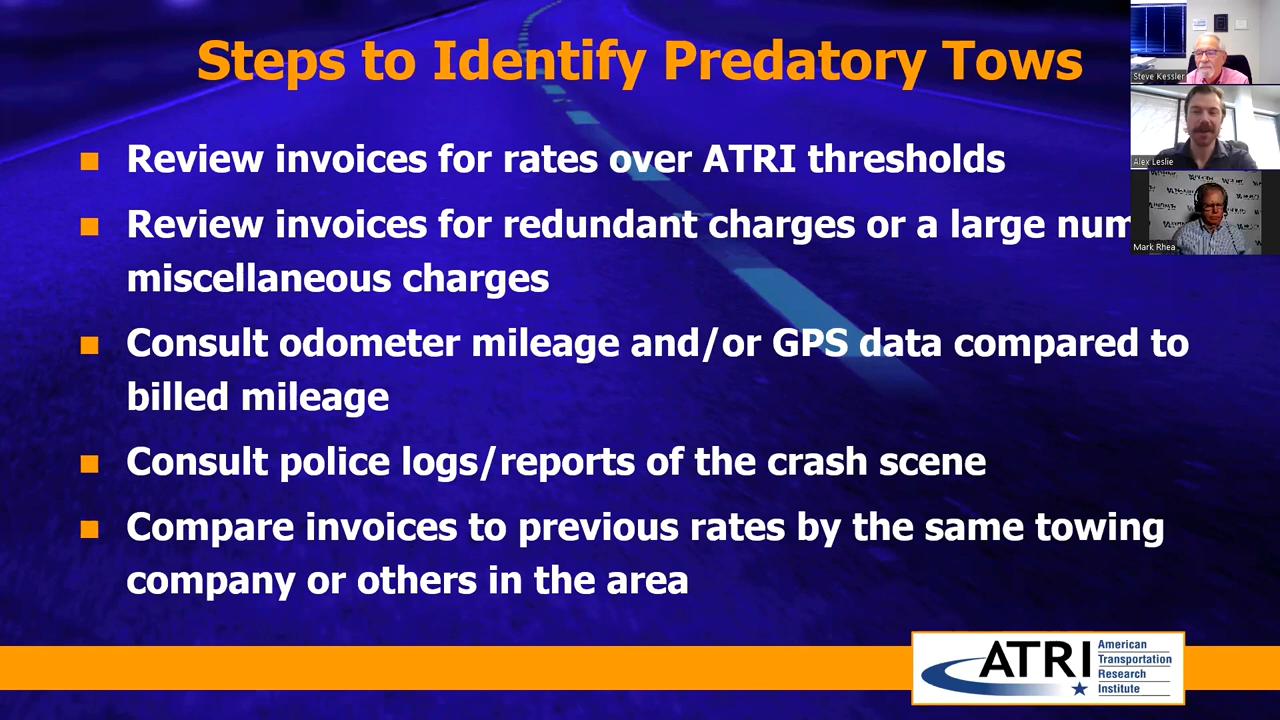 Steps to Identify Predatory Tows
Review invoices for rates over ATRI thresholds
Review invoices for redundant charges or a large num
miscellaneous charges
Consult odometer mileage and/or GPS data compared to
billed mileage
Consult police logs/reports of the crash scene
Compare invoices to previous rates by the same towing
company or others in the area
Steve Kessler
Alex Leslie
Mark Rhea
ATRI
American
Transportation
Research
Institute